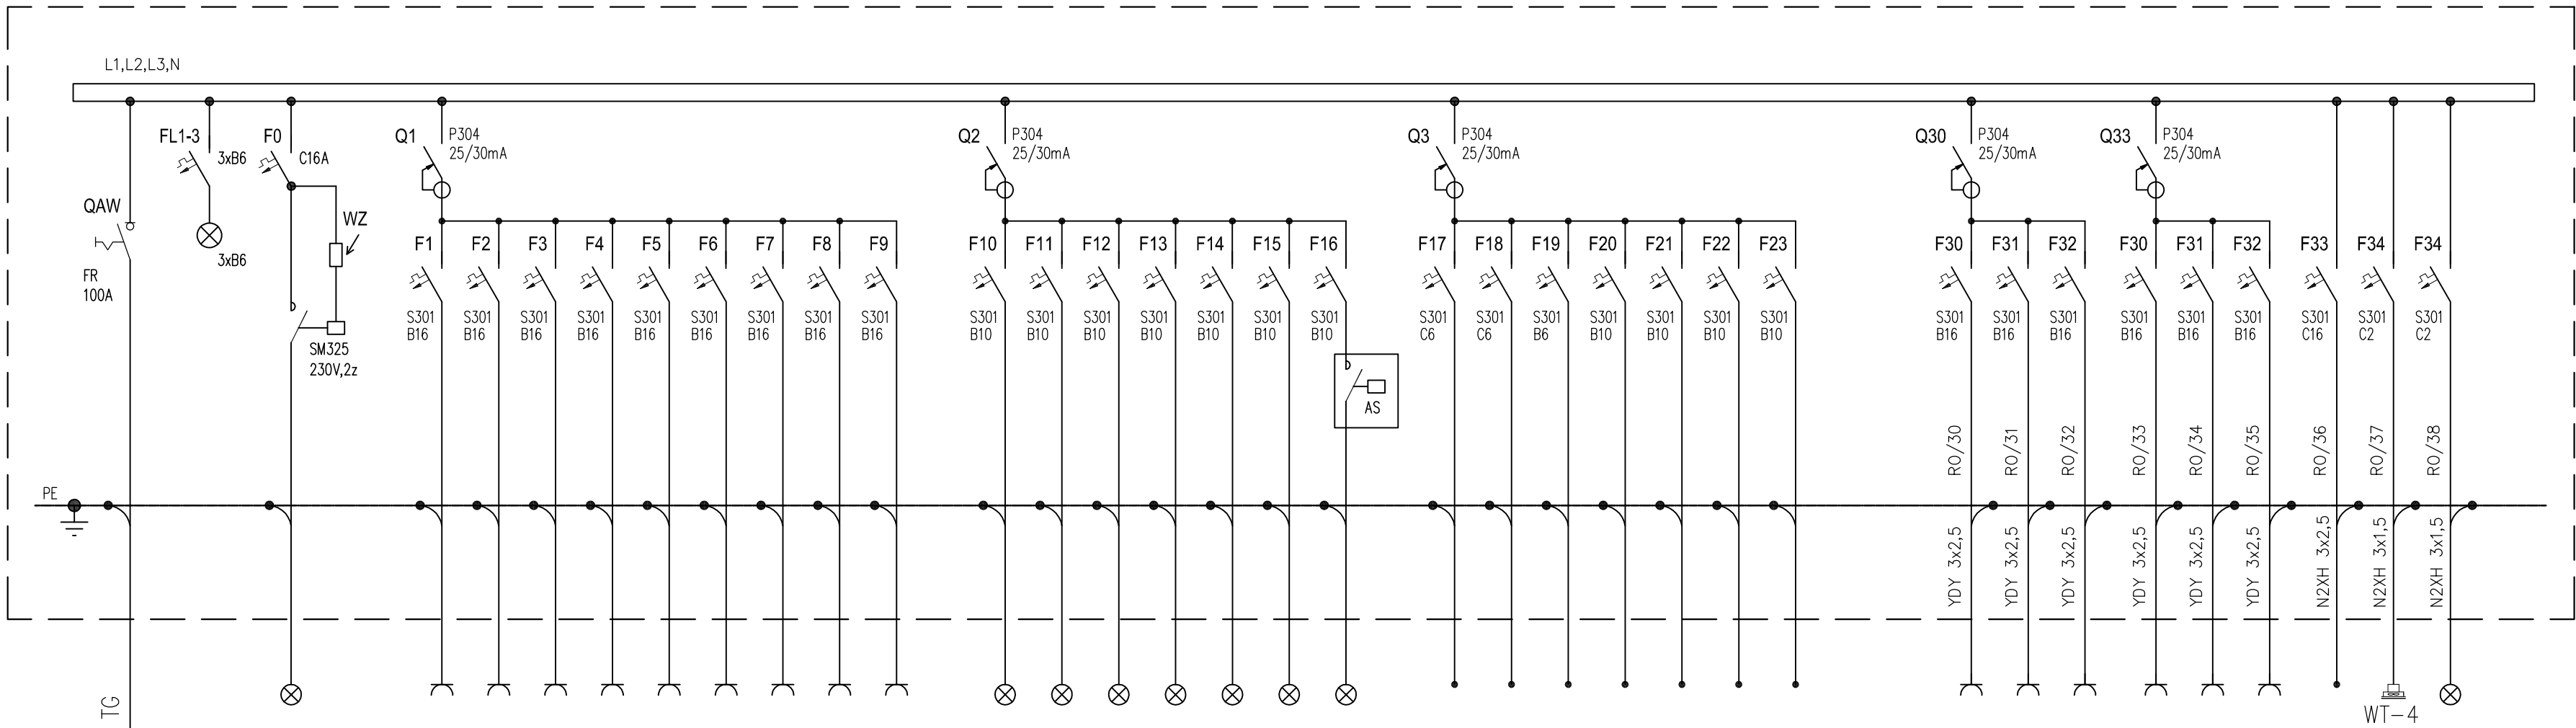 L1,L2,L3,N
QAW
FR
100A
TG
PE
FL1-3
3xB6
3xB6
F0
C16A
WZ
SM325
230V,2z
Q1
P304
25/30mA
F1
S301
B16
F2
S301
B16
F3
S301
B16
F4
S301
B16
F5
S301
B16
F6
S301
B16
F7
S301
B16
F8
S301
B16
F9
S301
B16
Q2
P304
25/30mA
F10
S301
B10
F11
S301
B10
F12
S301
B10
F13
S301
B10
F14
S301
B10
F15
S301
B10
F16
S301
B10
AS
Q3
P304
25/30mA
F17
S301
C6
F18
S301
C6
F19
S301
B6
F20
S301
B10
F21
S301
B10
F22
S301
B10
F23
S301
B10
Q30
P304
25/30mA
F30
S301
B16
RO/30
YDY 3x2,5
F31
S301
B16
RO/31
YDY 3x2,5
F32
S301
B16
RO/32
YDY 3x2,5
Q33
P304
25/30mA
F30
S301
B16
RO/33
YDY 3x2,5
F31
S301
B16
RO/34
YDY 3x2,5
F32
S301
B16
RO/35
YDY 3x2,5
F33
S301
C16
RO/36
N2XH 3x2,5
F34
S301
C2
RO/37
N2XH 3x1,5
WT-4
F34
S301
C2
RO/38
N2XH 3x1,5